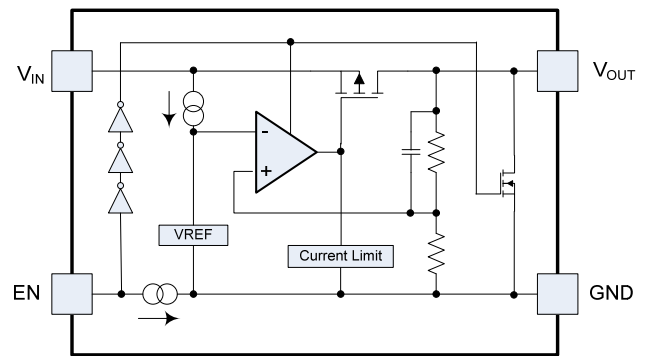 VIN
VOUT
-
+
VREF
Current Limit
EN
GND